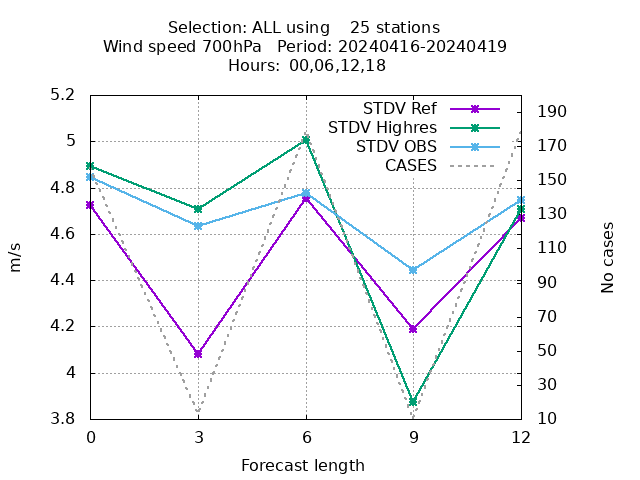 Selection: ALL using    25 stations
Wind speed 700hPa   Period: 20240416-20240419
Hours:  00,06,12,18
STDV Ref
STDV Highres
STDV OBS
CASES
5.2
5
4.8
4.6
4.4
4.2
4
3.8
m/s
190
170
150
130
110
90
70
50
30
10
No cases
0 3 6 9 12
Forecast length